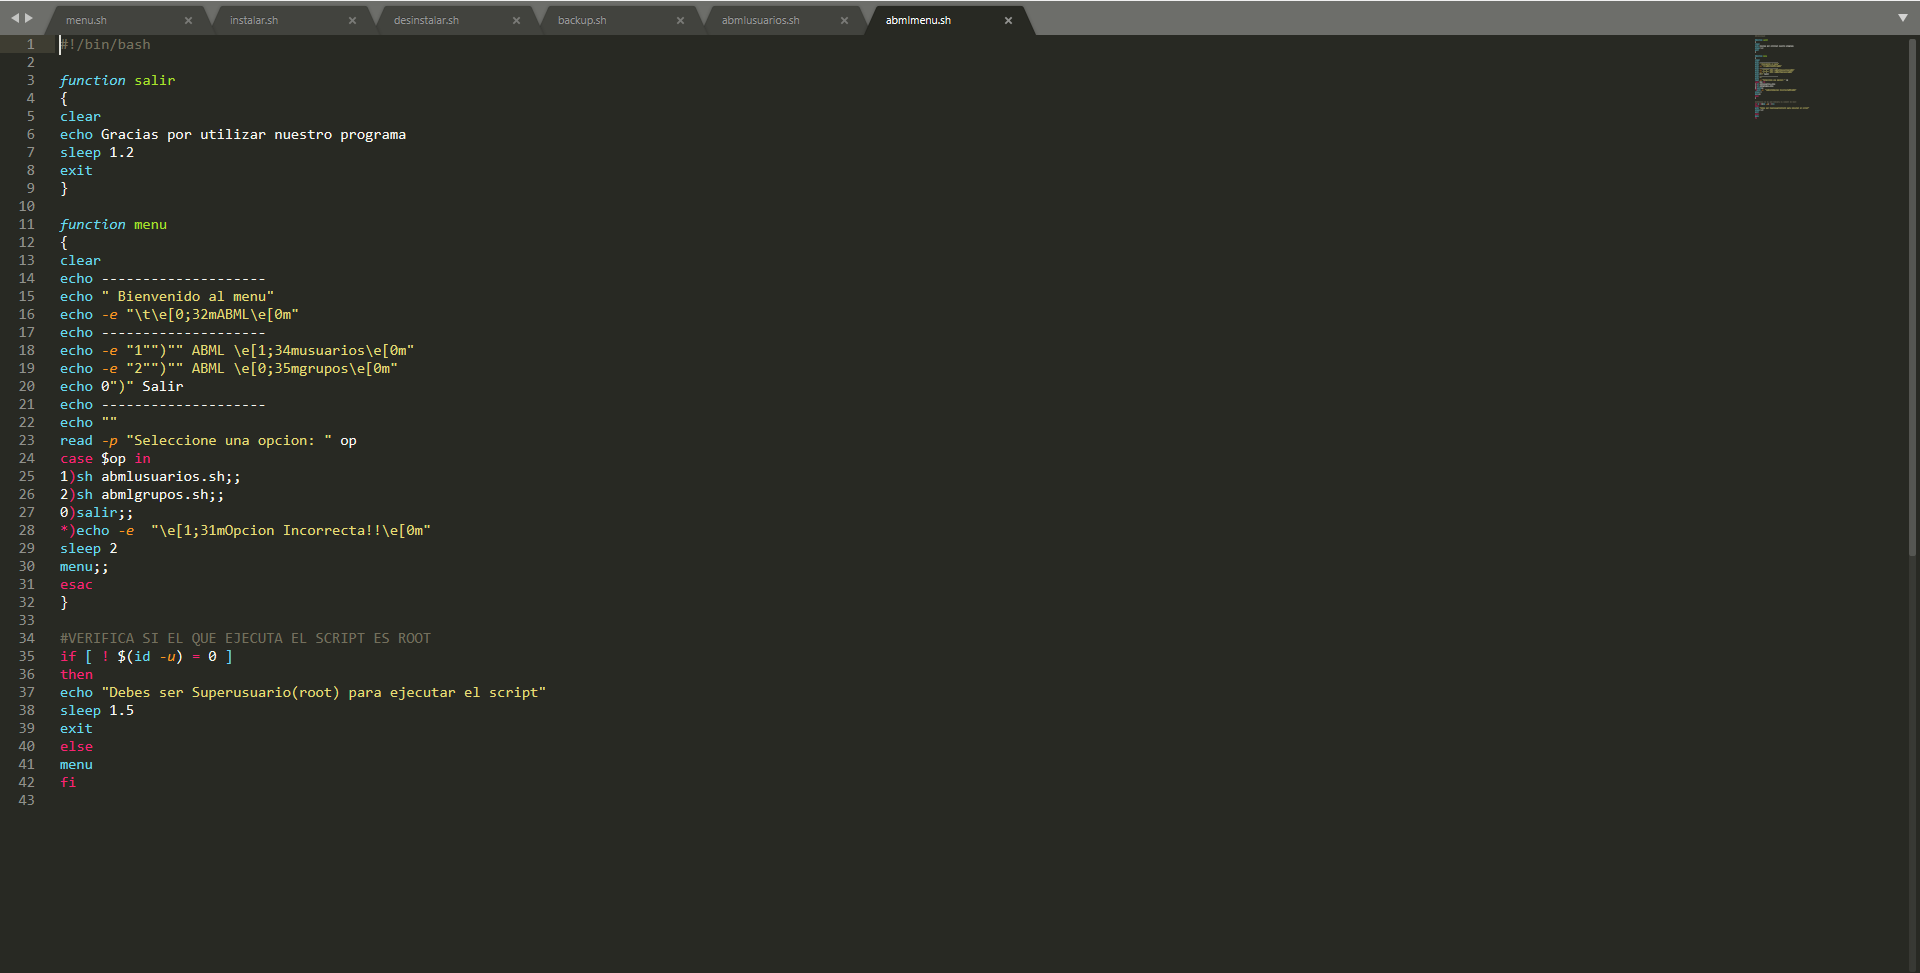 menu.sh × instalar.sh × desinstalar.sh × backup.sh × abmlusuarios.sh × abmlmenu.sh ×
1 #!/bin/bash
2
3 function salir
4 {
5 clear
6 echo Gracias por utilizar nuestro programa
7 sleep 1.2
8 exit
9 }
10
11 function menu
12 {
13 clear
14 echo --------------------
15 echo " Bienvenido al menu"
16 echo -e "\t\e[0;32mABML\e[0m"
17 echo --------------------
18 echo -e "1"")"" ABML \e[1;34musuarios\e[0m"
19 echo -e "2"")"" ABML \e[0;35mgrupos\e[0m"
20 echo 0")" Salir
21 echo --------------------
22 echo ""
23 read -p "Seleccione una opcion: " op
24 case $op in
25 1)sh abmlusuarios.sh;;
26 2)sh abmlgrupos.sh;;
27 0)salir;;
28 *)echo -e  "\e[1;31mOpcion Incorrecta!!\e[0m"
29 sleep 2
30 menu;;
31 esac
32 }
33
34 #VERIFICA SI EL QUE EJECUTA EL SCRIPT ES ROOT
35 if [ ! $(id -u) = 0 ]
36 then
37 echo "Debes ser Superusuario(root) para ejecutar el script"
38 sleep 1.5
39 exit
40 else
41 menu
42 fi
43